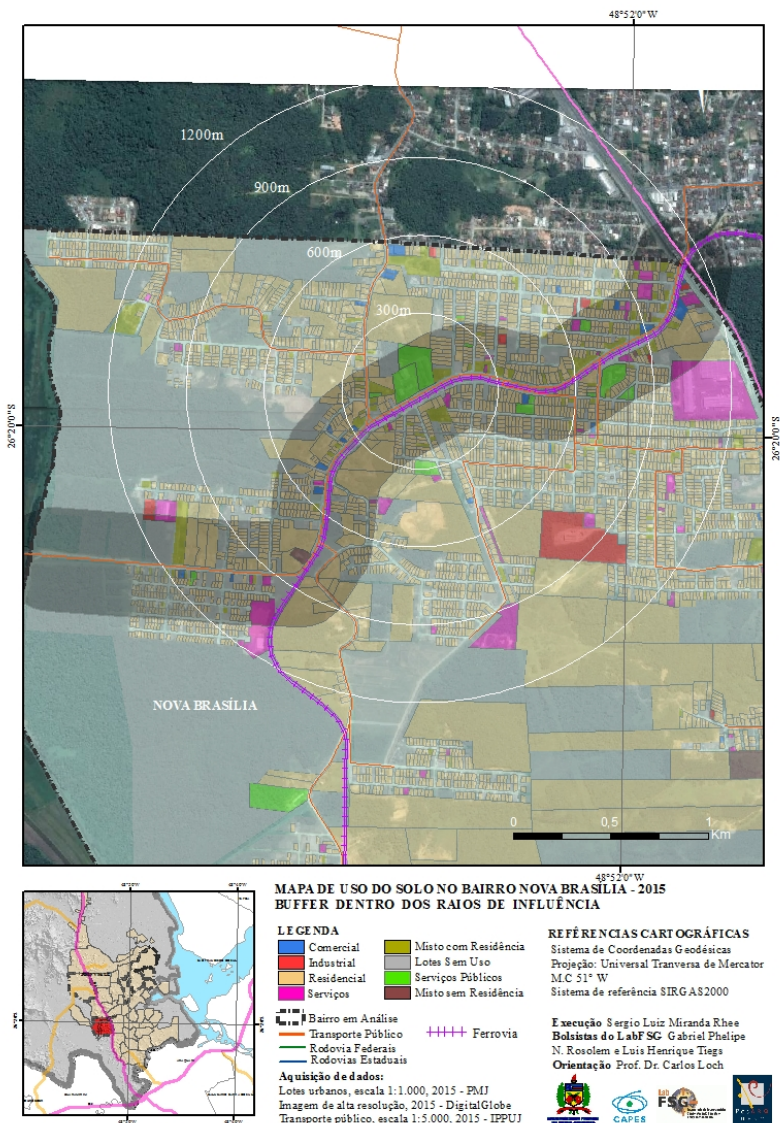 48°52'0"W
1200m
900m
600m
300m
26°20'0"S
26°20'0"S
NOVA BRASÍLIA
0 0,5 1
Km
48°52'0"W
MAPA DE USO DO SOLO NO BAIRRO NOVA BRASÍLIA - 2015
BUFFER DENTRO DOS RAIOS DE INFLUÊNCIA
LEGENDA
Comercial
Industrial
Residencial
Serviços
Misto com Residência
Lotes Sem Uso
Serviços Públicos
Misto sem Residência
Bairro em Análise
Transporte Público
Rodovia Federais
Rodovias Estaduais
Ferrovia
Aquisição de dados:
Lotes urbanos, escala 1:1.000, 2015 - PMJ
Imagem de alta resolução, 2015 - DigitalGlobe
Transporte público, escala 1:5.000, 2015 - IPPUJ
REFÊRENCIAS CARTOGRÁFICAS
Sistema de Coordenadas Geodésicas
Projeção: Universal Tranversa de Mercator
M.C 51° W
Sistema de referência SIRGAS2000
Execução Sergio Luiz Miranda Rhee
Bolsistas do LabFSG Gabriel Phelipe
N. Rosolem e Luis Henrique Tiegs
Orientação Prof. Dr. Carlos Loch
CAPES
Lab
FSG